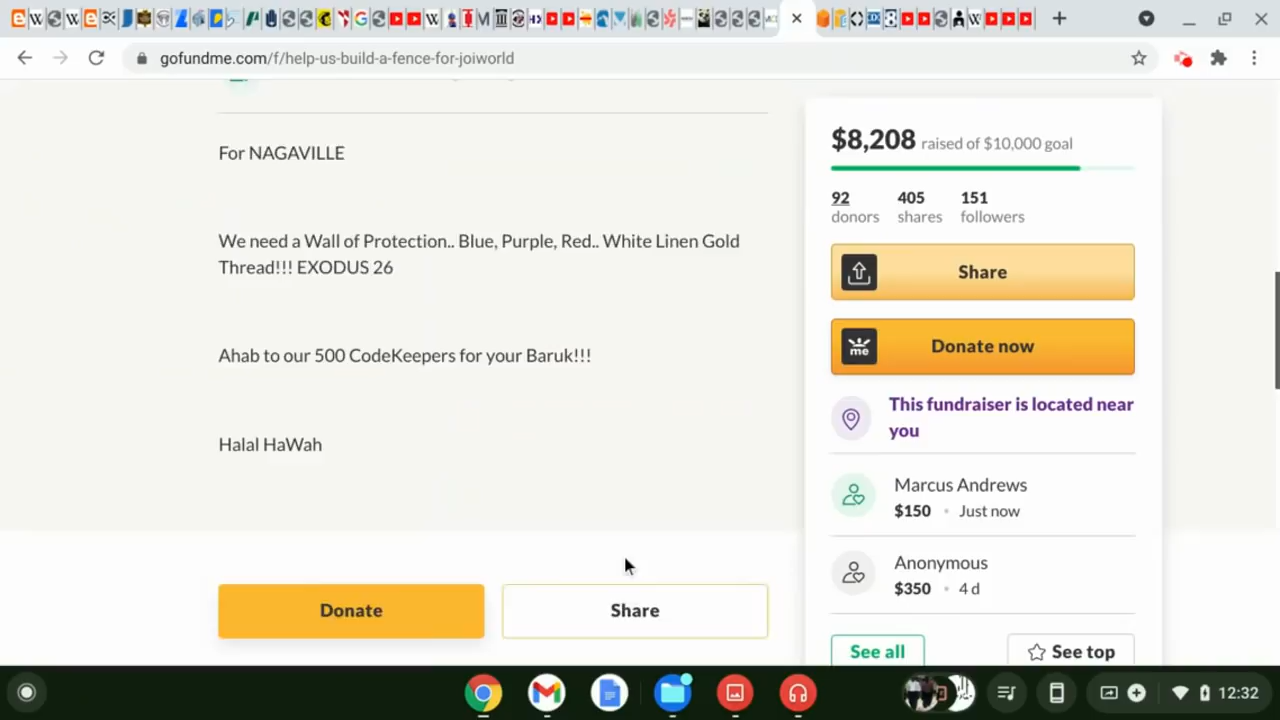 gofundme.com/f/help-us-build-a-fence-for-joiworld
For NAGAVILLE
We need a Wall of Protection.. Blue, Purple, Red.. White Linen Gold
Thread!!! EXODUS 26
Ahab to our 500 CodeKeepers for your Baruk!!!
Halal HaWah
Donate
Share
$8,208 raised of $10,000 goal
92 405 151
donors shares followers
Share
me
Donate now
This fundraiser is located near
you
Marcus Andrews
$150 • Just now
Anonymous
$350 • 4 d
See all
See top
12:32